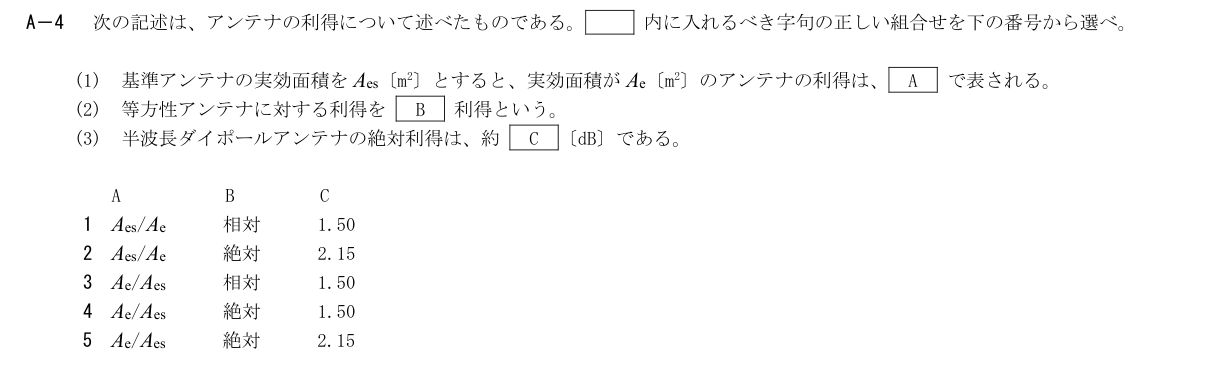 A－4 次の記述は、アンテナの利得について述べたものである。 内に入れるべき字句の正しい組合せを下の番号から選べ。
(1) 基準アンテナの実効面積をAes〔m²〕とすると、実効面積がAe〔m²〕のアンテナの利得は、 A で表される。
(2) 等方性アンテナに対する利得を B 利得という。
(3) 半波長ダイポールアンテナの絶対利得は、約 C 〔dB〕である。
A B C
1 Aes/Ae 相対 1.50
2 Aes/Ae 絶対 2.15
3 Ae/Aes 相対 1.50
4 Ae/Aes 絶対 1.50
5 Ae/Aes 絶対 2.15